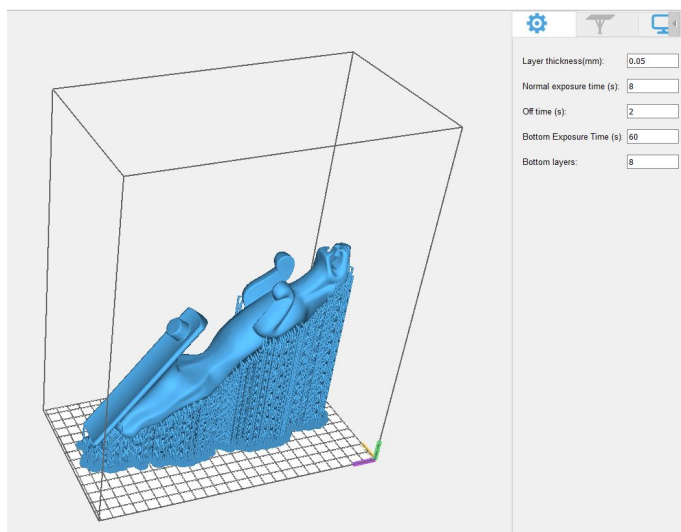 Layer thickness(mm): 0.05
Normal exposure time (s): 8
Off time (s): 2
Bottom Exposure Time (s): 60
Bottom layers: 8